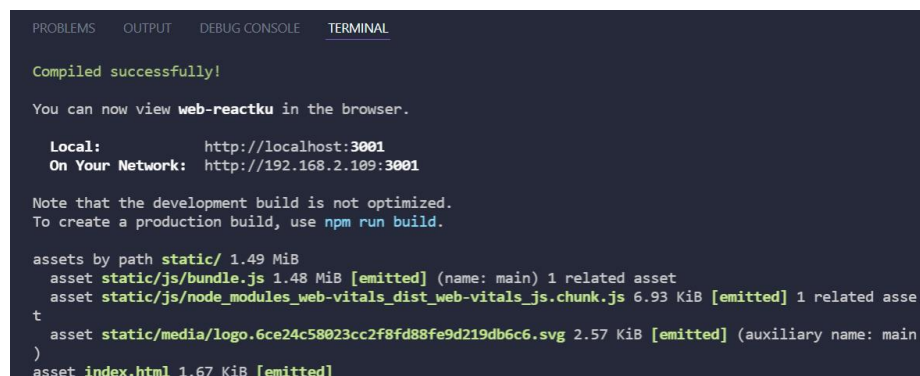 PROBLEMS OUTPUT DEBUG CONSOLE TERMINAL
Compiled successfully!
You can now view web-reactku in the browser.
Local: http://localhost:3001
On Your Network: http://192.168.2.109:3001
Note that the development build is not optimized.
To create a production build, use npm run build.
assets by path static/ 1.49 MiB
asset static/js/bundle.js 1.48 MiB [emitted] (name: main) 1 related asset
asset static/js/node_modules_web-vitals_dist_web-vitals_js.chunk.js 6.93 KiB [emitted] 1 related asse
t
asset static/media/logo.6ce24c58023cc2f8fd88fe9d219db6c6.svg 2.57 KiB [emitted] (auxiliary name: main
)
asset index.html 1.67 KiB [emitted]